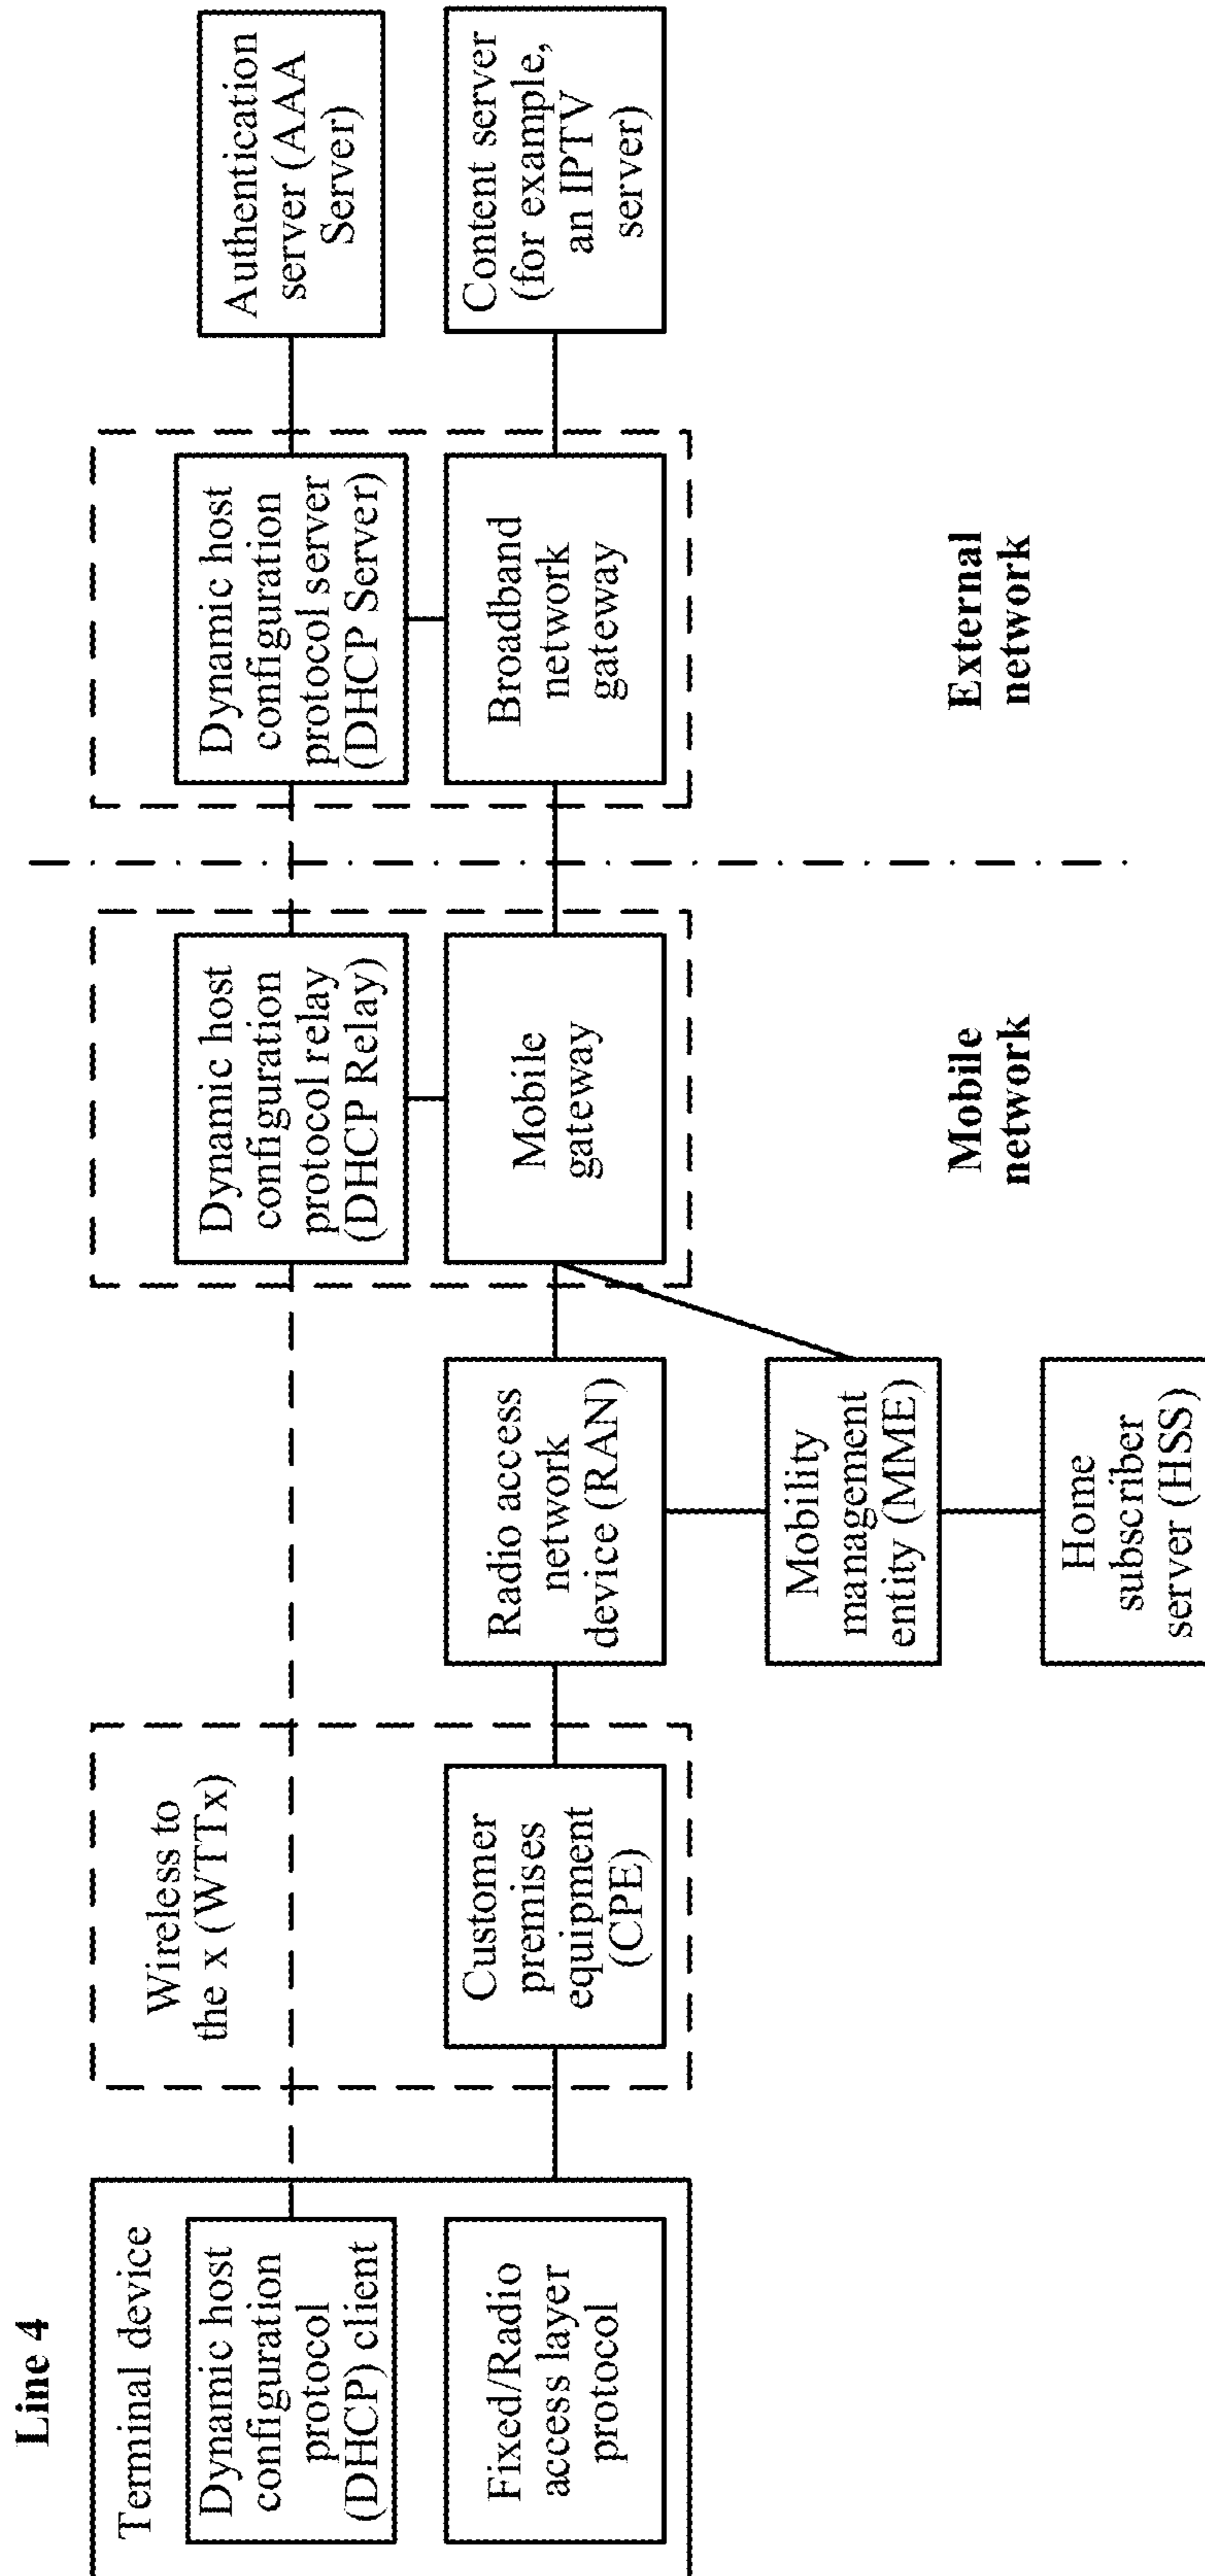 Line 4
Terminal device
Dynamic host
configuration
protocol
(DHCP) client
Fixed/Radio
access layer
protocol
Wireless to
the x (WTTx)
Customer
premises
equipment
(CPE)
Radio access
network
device (RAN)
Mobility
management
entity (MME)
Home
subscriber
server (HSS)
Dynamic host
configuration
protocol relay
(DHCP Relay)
Mobile
gateway
Mobile
network
Dynamic host
configuration
protocol server
(DHCP Server)
Broadband
network
gateway
External
network
Authentication
server (AAA
Server)
Content server
(for example,
an IPTV
server)